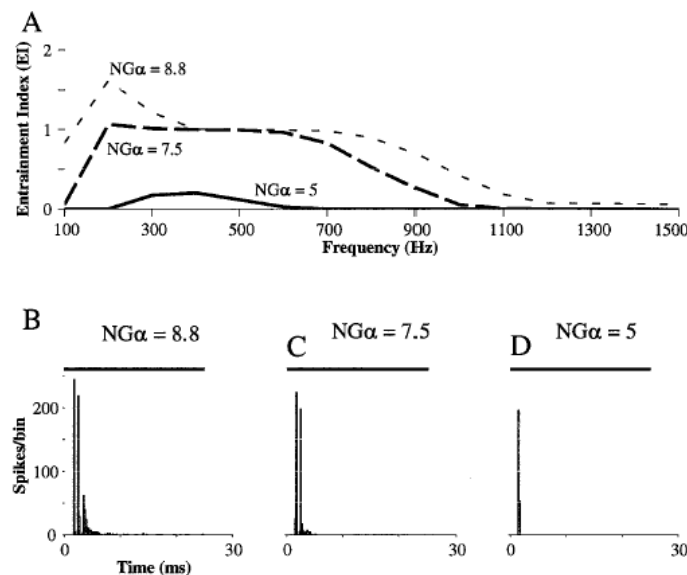 A
Entrainment Index (EI)
2
1
0
NGα = 8.8
NGα = 7.5
NGα = 5
100 300 500 700 900 1100 1300 1500
Frequency (Hz)
B NGα = 8.8
C NGα = 7.5
D NGα = 5
Spikes/bin
200
100
0
0 30 0 30 0 30
Time (ms)